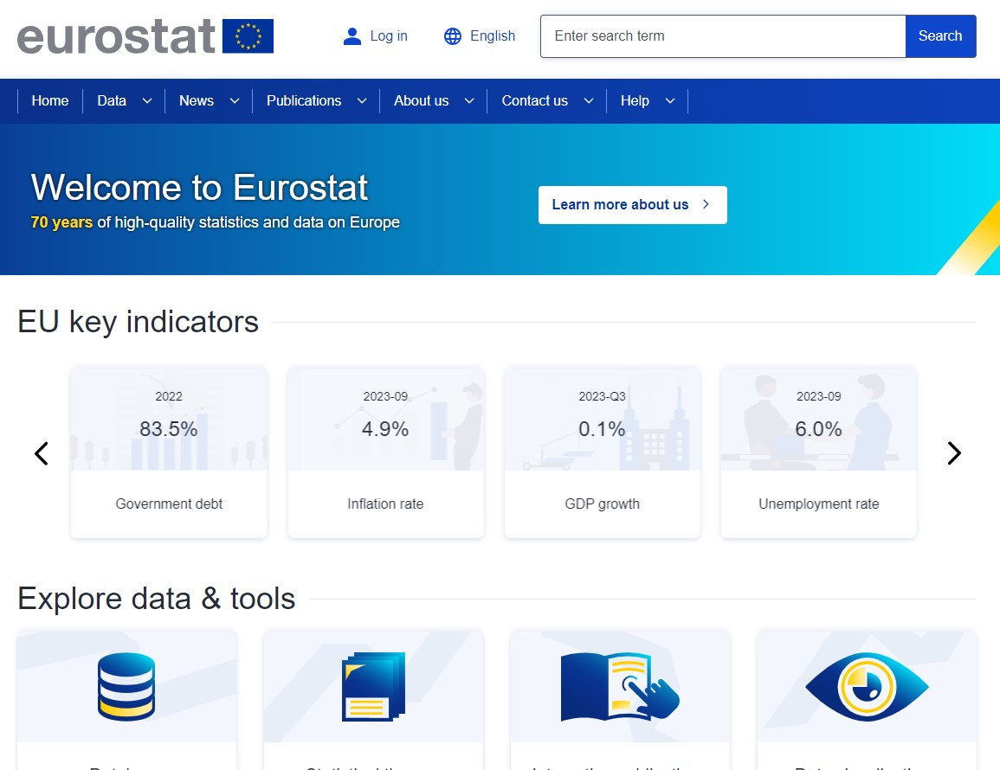 eurostat
Log in
English
Enter search term
Search
Home
Data
News
Publications
About us
Contact us
Help
Welcome to Eurostat
70 years of high-quality statistics and data on Europe
Learn more about us
EU key indicators
2022
83.5%
Government debt
2023-09
4.9%
Inflation rate
2023-Q3
0.1%
GDP growth
2023-09
6.0%
Unemployment rate
Explore data & tools